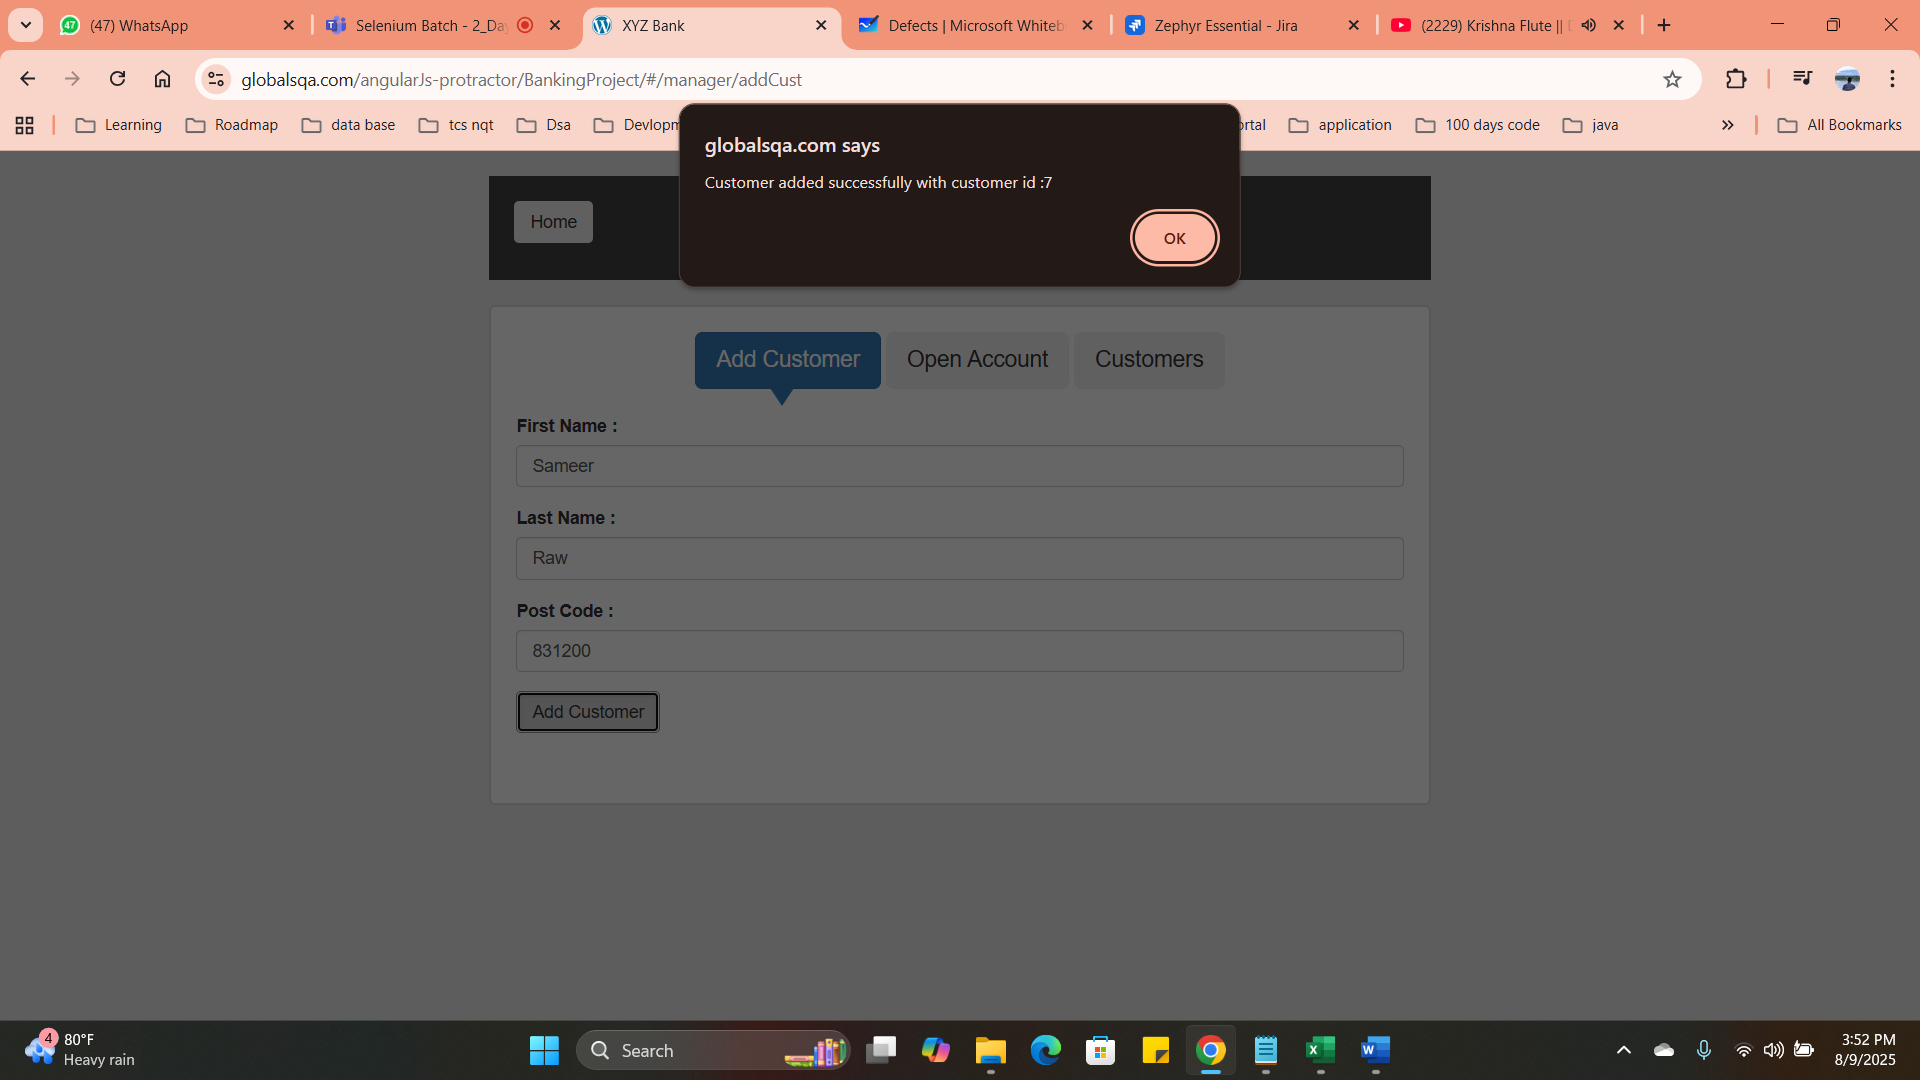 (47) WhatsApp
Selenium Batch - 2_Day
XYZ Bank
Defects | Microsoft Whiteb
Zephyr Essential - Jira
(2229) Krishna Flute ||
globalsqa.com/angularJs-protractor/BankingProject/#/manager/addCust
Learning
Roadmap
data base
tcs nqt
Dsa
Devlopm
ortal
application
100 days code
java
All Bookmarks
globalsqa.com says
Customer added successfully with customer id :7
OK
Home
Add Customer
Open Account
Customers
First Name :
Sameer
Last Name :
Raw
Post Code :
831200
Add Customer
4
80°F
Heavy rain
Search
3:52 PM
8/9/2025